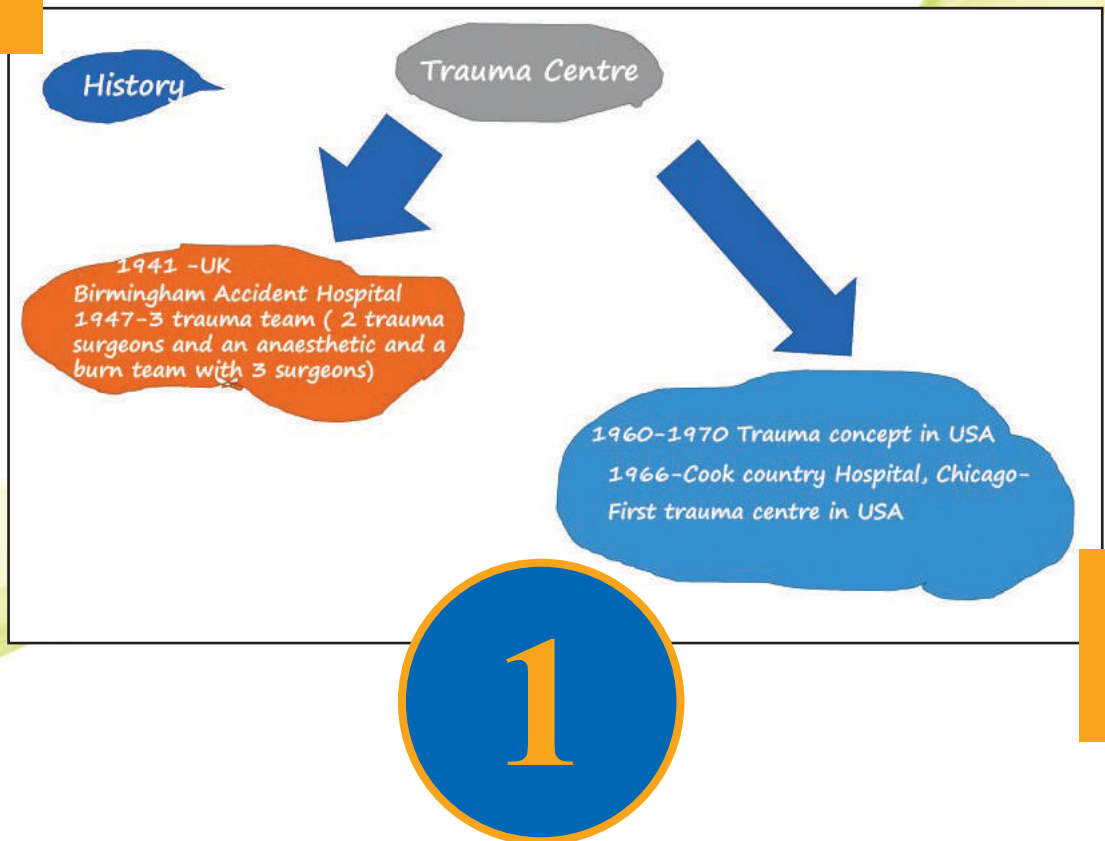 History
Trauma Centre
1941 -UK
Birmingham Accident Hospital
1947-3 trauma team ( 2 trauma
surgeons and an anaesthetic and a
burn team with 3 surgeons)
1960-1970 Trauma concept in USA
1966-Cook country Hospital, Chicago-
First trauma centre in USA
1